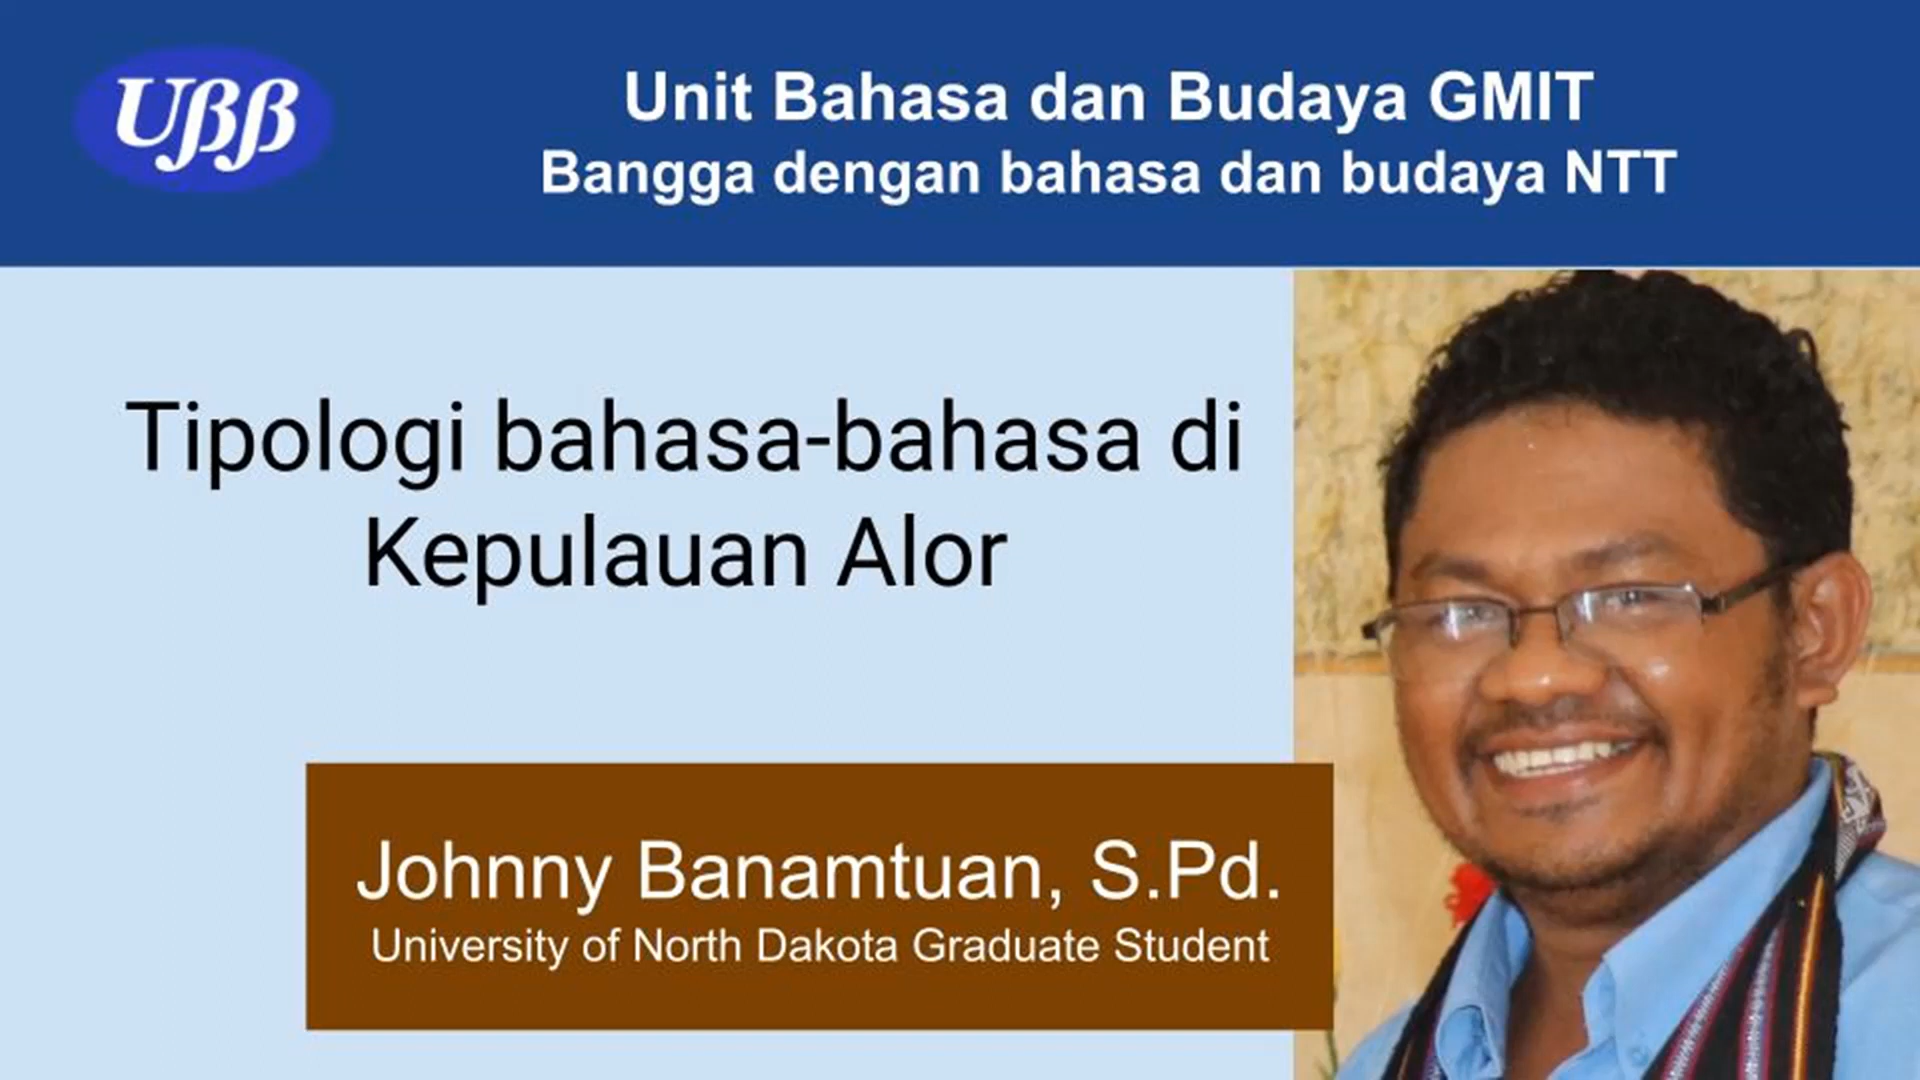 Uββ
Unit Bahasa dan Budaya GMIT
Bangga dengan bahasa dan budaya NTT
Tipologi bahasa-bahasa di
Kepulauan Alor
Johnny Banamtuan, S.Pd.
University of North Dakota Graduate Student